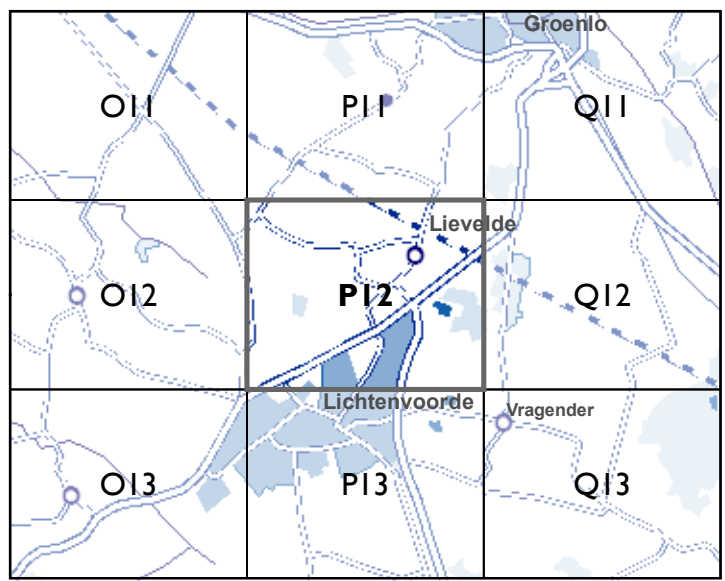 Groenlo
O11 P11 Q11
Lievelde
O12 P12 Q12
Lichtenvoorde
Vragender
O13 P13 Q13